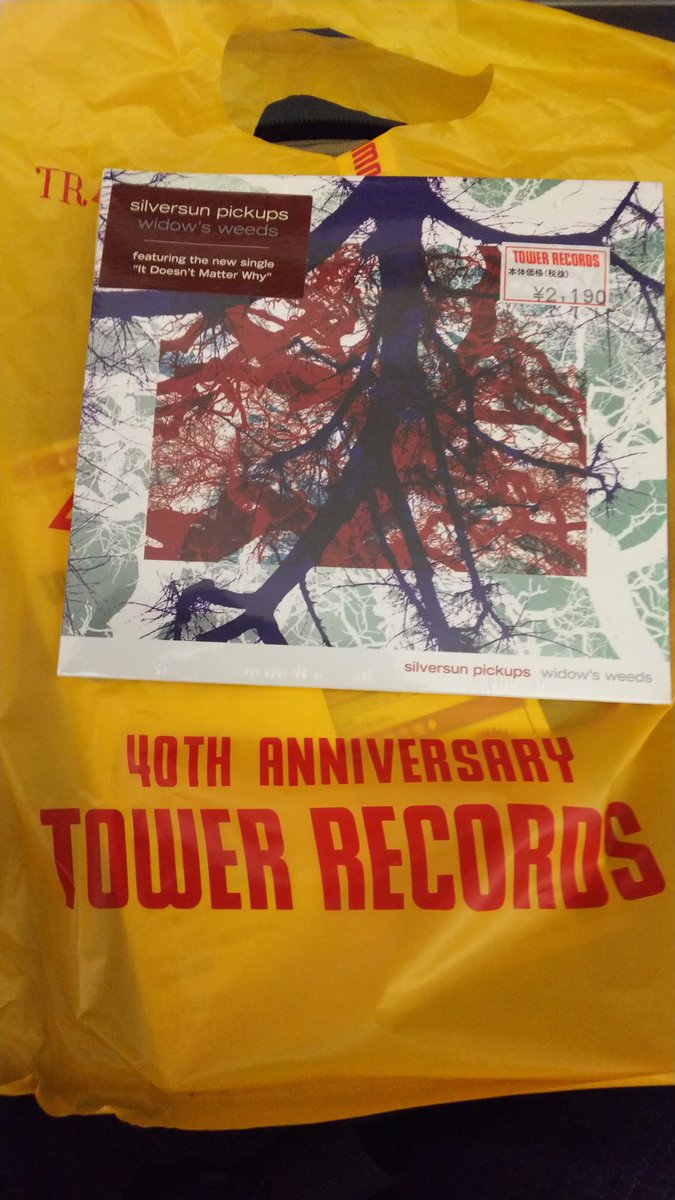 TR
silversun pickups
widow's weeds
featuring the new single
"It Doesn't Matter Why"
TOWER RECORDS
本体価格(税抜)
¥2,190
silversun pickups widow's weeds
40TH ANNIVERSARY
TOWER RECORDS